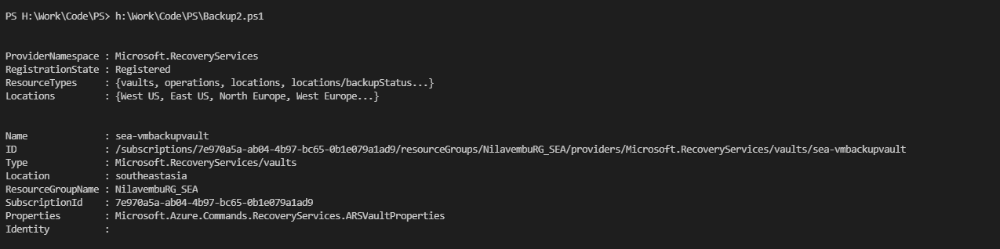 PS H:\Work\Code\PS> h:\Work\Code\PS\Backup2.ps1
ProviderNamespace : Microsoft.RecoveryServices
RegistrationState : Registered
ResourceTypes     : {vaults, operations, locations, locations/backupStatus...}
Locations         : {West US, East US, North Europe, West Europe...}
Name              : sea-vmbackupvault
ID                : /subscriptions/7e970a5a-ab04-4b97-bc65-0b1e079a1ad9/resourceGroups/NilavembuRG_SEA/providers/Microsoft.RecoveryServices/vaults/sea-vmbackupvault
Type              : Microsoft.RecoveryServices/vaults
Location          : southeastasia
ResourceGroupName : NilavembuRG_SEA
SubscriptionId    : 7e970a5a-ab04-4b97-bc65-0b1e079a1ad9
Properties        : Microsoft.Azure.Commands.RecoveryServices.ARSVaultProperties
Identity          :